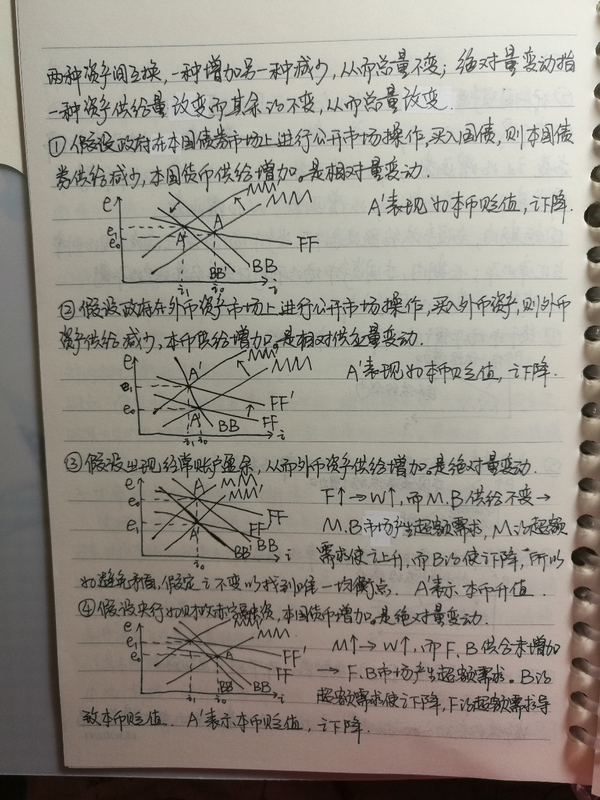 两种资产间互换,一种增加另一种减少,从而总量不变;绝对量变动指
一种资产供给量改变而其余的不变,从而总量改变.
①假设政府在本国债券市场上进行公开市场操作,买入国债,则本国债
券供给减少,本国货币供给增加。是相对量变动.
e MM' MM
A'表现为本币贬值,i下降.
e₁ A' A
e₀ FF
BB' BB
i₁ i₀ i
②假设政府在外币资产市场上进行公开市场操作,买入外币资产,则外币
资产供给减少,本币供给增加。是相对供应量变动.
e MM' MM
A'表现为本币贬值,i下降.
e₁ A'
e₀ A FF'
BB FF
i₁ i₀ i
③假设出现经常账户盈余,从而外币资产供给增加。是绝对量变动.
e MM
MM'
F↑→W↑,而M.B供给不变→
e₀ A FF
M.B市场产生超额需求,M的超额
e₁ A' FF'
需求使i上升,而B的使i下降,所以
BB' BB i
为避免矛盾,假定i不变以找到唯一均衡点. A'表示本币升值.
④假设央行为财政赤字融资,本国货币增加。是绝对量变动.
e MM
M↑→W↑,而F、B供给未增加
e₁
e₀ A FF' FF
→F.B市场产生超额需求。B的
BB' BB i
i₁ i₀
超额需求使i下降,F的超额需求导
致本币贬值. A'表示本币贬值,i下降.